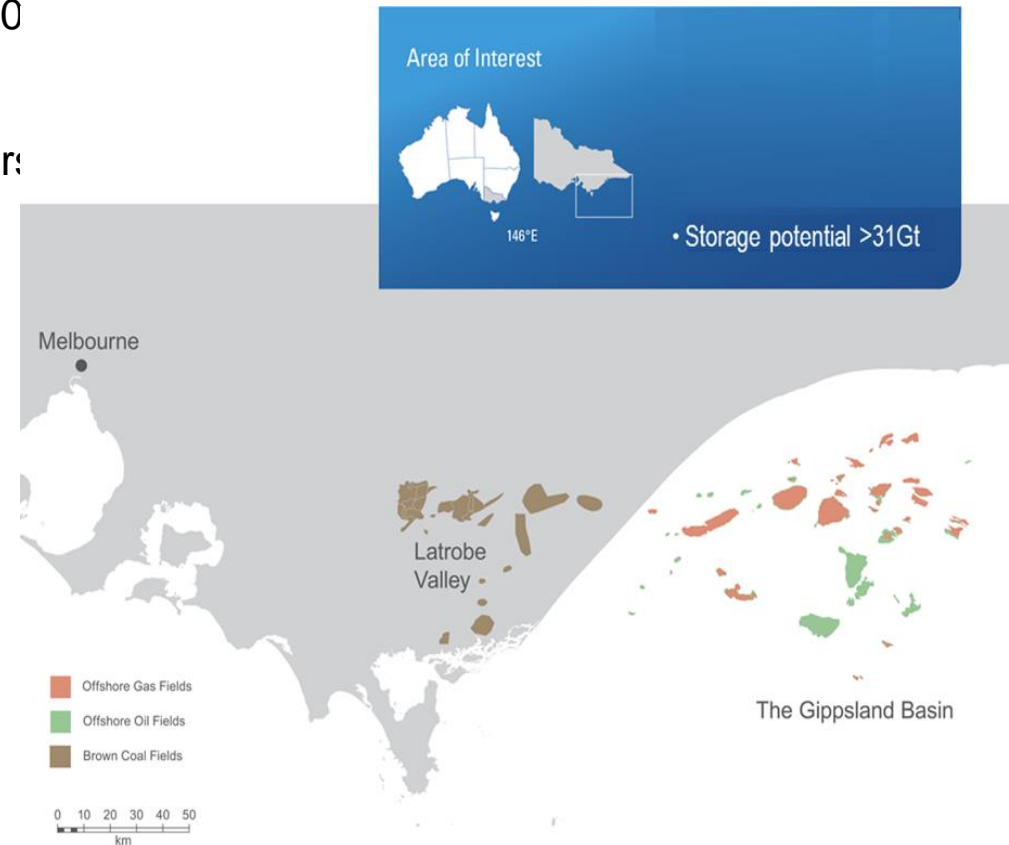 0
Area of Interest
146°E
• Storage potential >31Gt
Melbourne
Latrobe
Valley
The Gippsland Basin
Offshore Gas Fields
Offshore Oil Fields
Brown Coal Fields
0 10 20 30 40 50
km